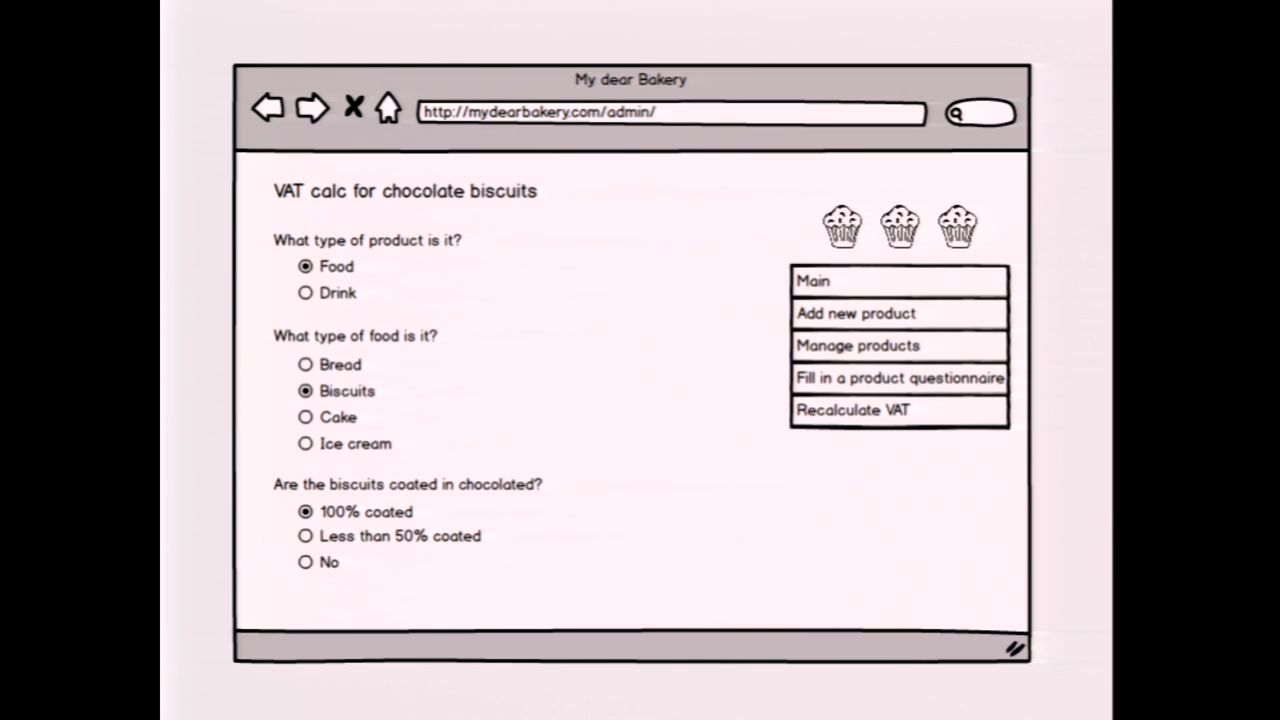 My dear Bakery
http://mydearbakery.com/admin/
VAT calc for chocolate biscuits
What type of product is it?
Food
Drink
What type of food is it?
Bread
Biscuits
Cake
Ice cream
Are the biscuits coated in chocolated?
100% coated
Less than 50% coated
No
Main
Add new product
Manage products
Fill in a product questionnaire
Recalculate VAT